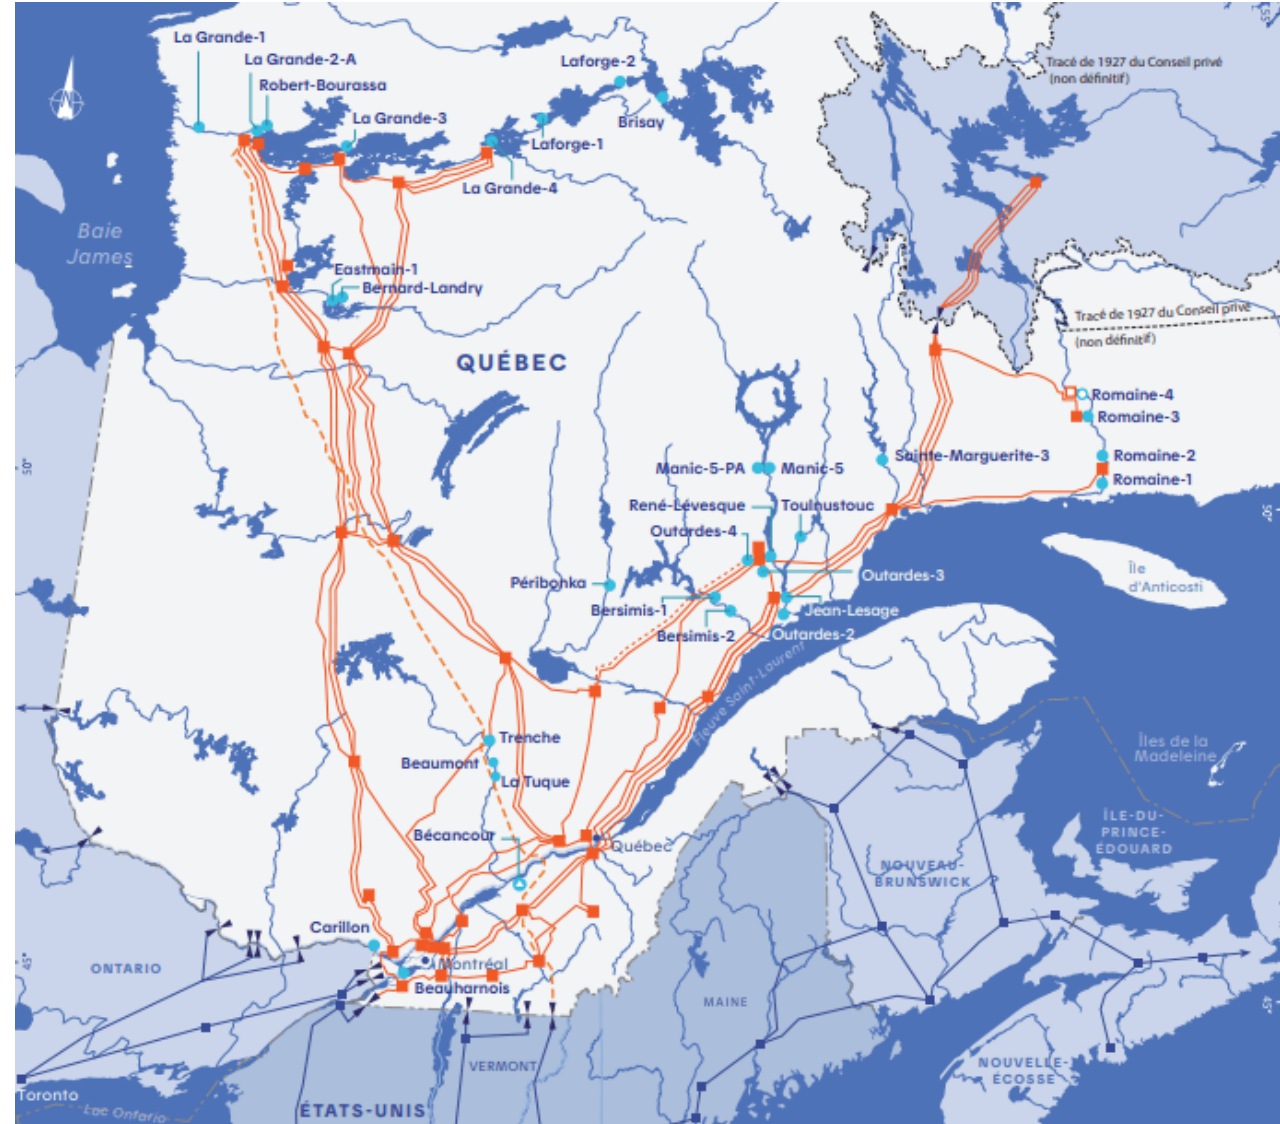 La Grande-1
La Grande-2-A
Robert-Bourassa
La Grande-3
Laforge-2
Brisay
Laforge-1
La Grande-4
Tracé de 1927 du Conseil privé
(non définitif)
55°
Baie
James
Eastmain-1
Bernard-Landry
QUÉBEC
Tracé de 1927 du Conseil privé
(non définitif)
Romaine-4
Romaine-3
Romaine-2
Romaine-1
50°
Sainte-Marguerite-3
Manic-5-PA
Manic-5
René-Lévesque
Toulnustouc
Outardes-4
50°
Outardes-3
Péribonka
Bersimis-1
Jean-Lesage
Bersimis-2
Outardes-2
Île
d'Anticosti
Fleuve Saint-Laurent
Trenche
Beaumont
La Tuque
Bécancour
Québec
Îles de la
Madeleine
ÎLE-DU-
PRINCE-
ÉDOUARD
NOUVEAU-
BRUNSWICK
Carillon
45°
ONTARIO
Montréal
Beauharnois
MAINE
45°
VERMONT
NOUVELLE-
ÉCOSSE
Toronto
Lac Ontario
ÉTATS-UNIS